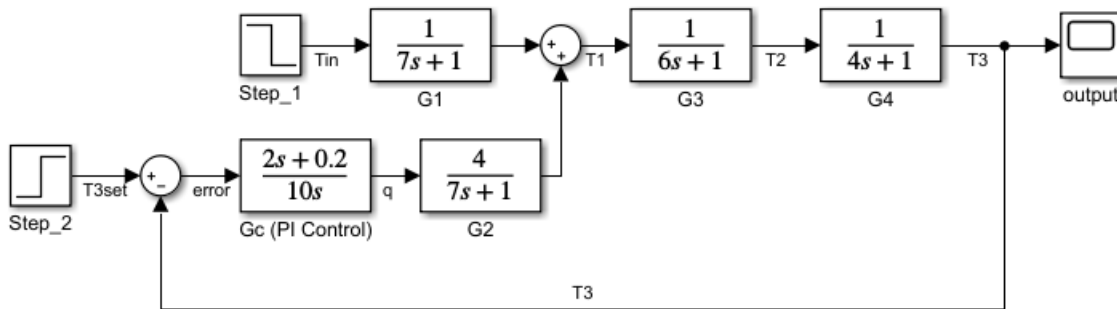 Step_1
Tin
1
7s + 1
G1
+
+
T1
1
6s + 1
G3
T2
1
4s + 1
G4
T3
output
Step_2
T3set
+
−
error
2s + 0.2
10s
Gc (PI Control)
q
4
7s + 1
G2
T3